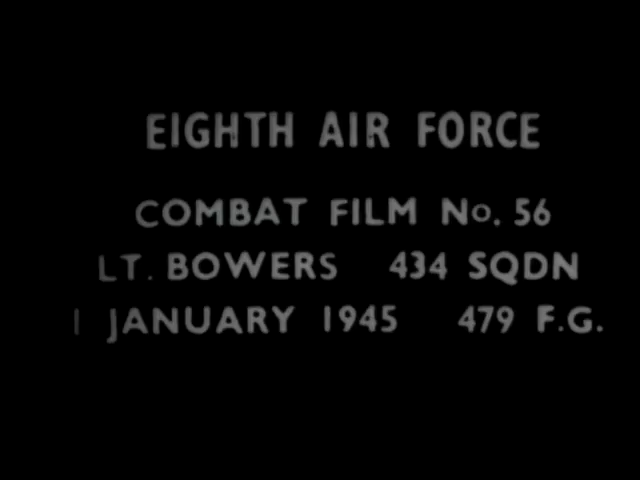 EIGHTH AIR FORCE
COMBAT FILM No. 56
LT. BOWERS 434 SQDN
1 JANUARY 1945 479 F.G.